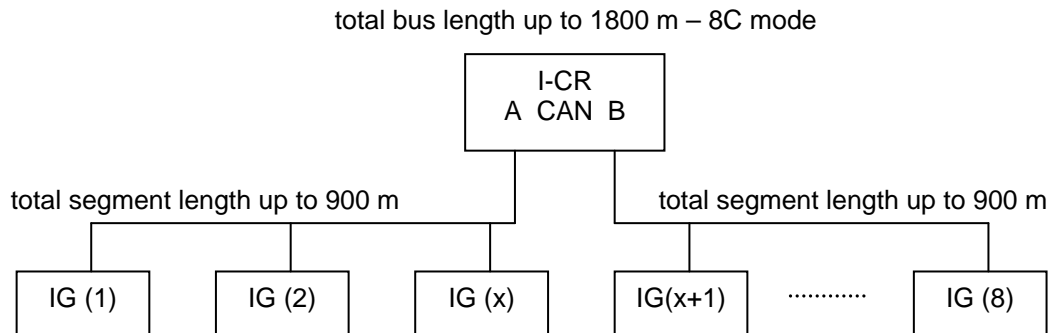 total bus length up to 1800 m – 8C mode
I-CR
A CAN B
total segment length up to 900 m
total segment length up to 900 m
IG (1)
IG (2)
IG (x)
IG(x+1)
............
IG (8)